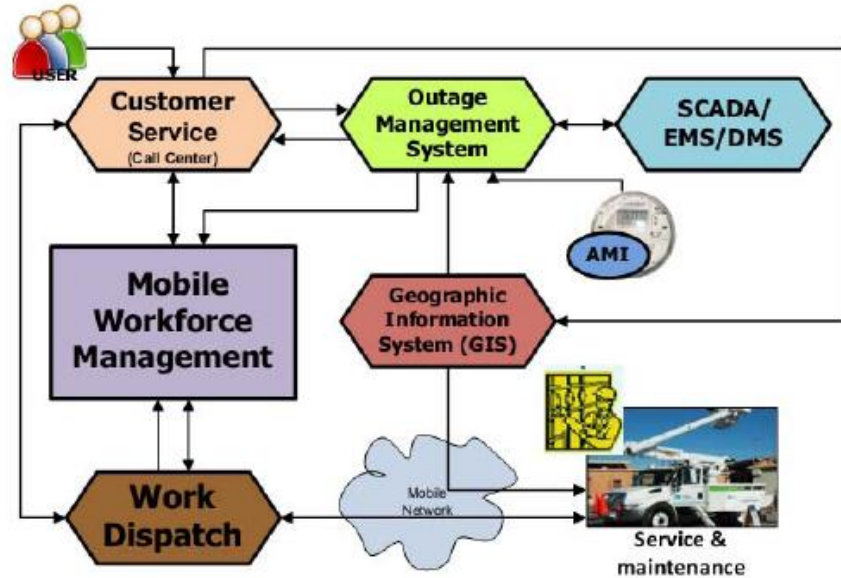 USER
Customer
Service
(Call Center)
Outage
Management
System
SCADA/
EMS/DMS
AMI
Mobile
Workforce
Management
Geographic
Information
System (GIS)
Work
Dispatch
Mobile
Network
Service &
maintenance